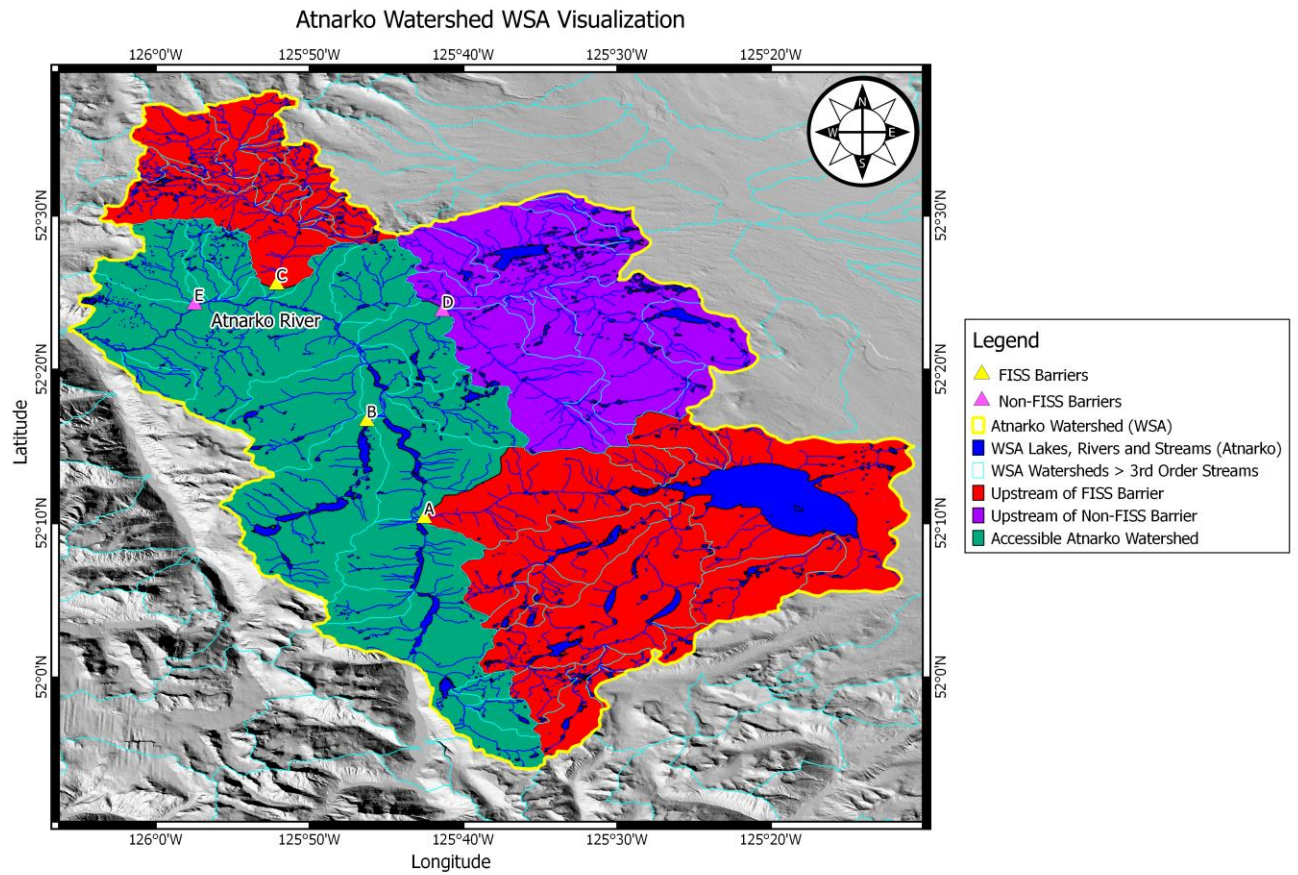 Atnarko Watershed WSA Visualization
126°0'W 125°50'W 125°40'W 125°30'W 125°20'W
N
W E
S
52°30'N 52°30'N
C
E
D
Atnarko River
52°20'N 52°20'N
B
Latitude
A
52°10'N 52°10'N
52°0'N 52°0'N
126°0'W 125°50'W 125°40'W 125°30'W 125°20'W
Longitude
Legend
FISS Barriers
Non-FISS Barriers
Atnarko Watershed (WSA)
WSA Lakes, Rivers and Streams (Atnarko)
WSA Watersheds > 3rd Order Streams
Upstream of FISS Barrier
Upstream of Non-FISS Barrier
Accessible Atnarko Watershed